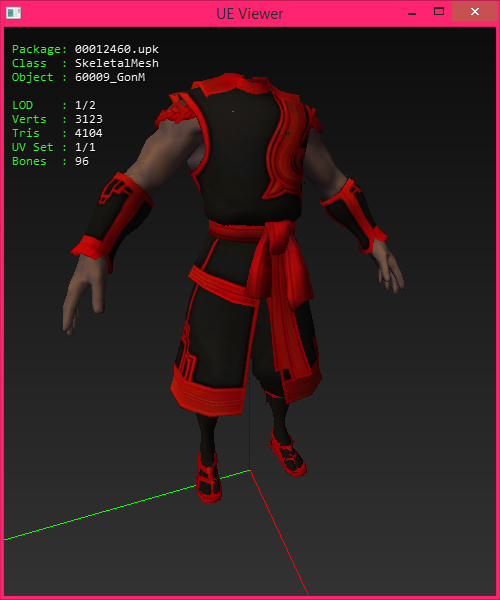 UE Viewer
Package: 00012460.upk
Class : SkeletalMesh
Object : 60009_GonM
LOD : 1/2
Verts : 3123
Tris : 4104
UV Set : 1/1
Bones : 96